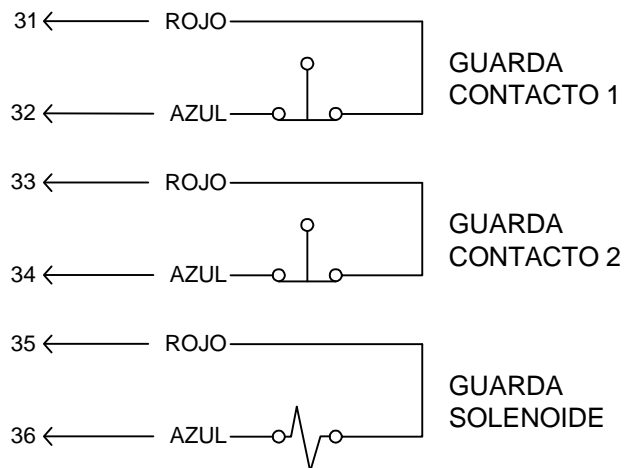 31 ROJO
GUARDA
CONTACTO 1
32 AZUL
33 ROJO
GUARDA
CONTACTO 2
34 AZUL
35 ROJO
GUARDA
SOLENOIDE
36 AZUL